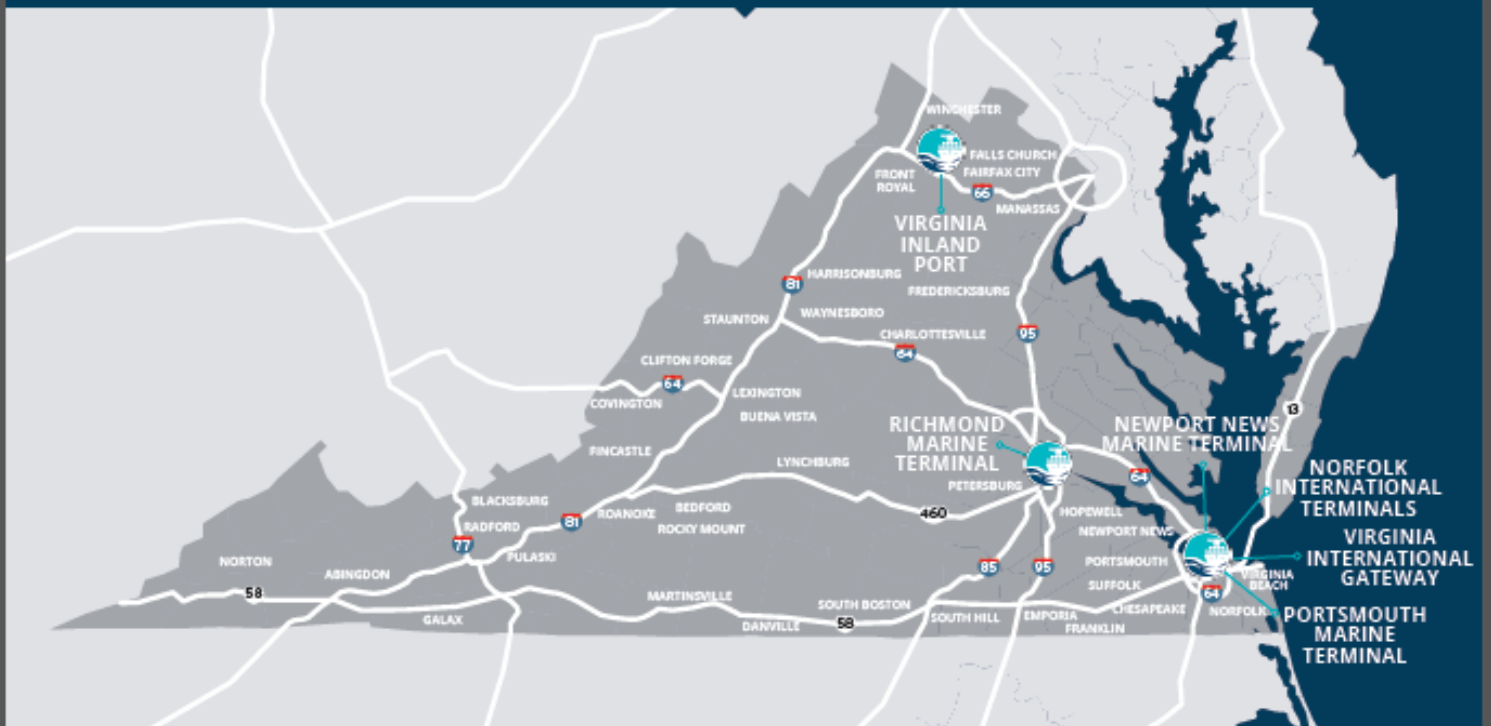 WINCHESTER
FALLS CHURCH
FAIRFAX CITY
FRONT
ROYAL
66
MANASSAS
VIRGINIA
INLAND
PORT
81
HARRISONBURG
FREDERICKSBURG
STAUNTON
WAYNESBORO
CHARLOTTESVILLE
95
64
CLIFTON FORGE
64
LEXINGTON
COVINGTON
BUENA VISTA
13
RICHMOND
MARINE
TERMINAL
NEWPORT NEWS
MARINE TERMINAL
FINCASTLE
LYNCHBURG
NORFOLK
INTERNATIONAL
TERMINALS
64
PETERSBURG
BLACKSBURG
BEDFORD
ROANOKE
460
HOPEWELL
RADFORD
81
ROCKY MOUNT
NEWPORT NEWS
77
PULASKI
VIRGINIA
INTERNATIONAL
GATEWAY
NORTON
ABINGDON
85
95
PORTSMOUTH
VIRGINIA
BEACH
SUFFOLK
58
MARTINSVILLE
SOUTH BOSTON
64
CHESAPEAKE
NORFOLK
GALAX
DANVILLE
58
SOUTH HILL
EMPORIA
FRANKLIN
PORTSMOUTH
MARINE
TERMINAL